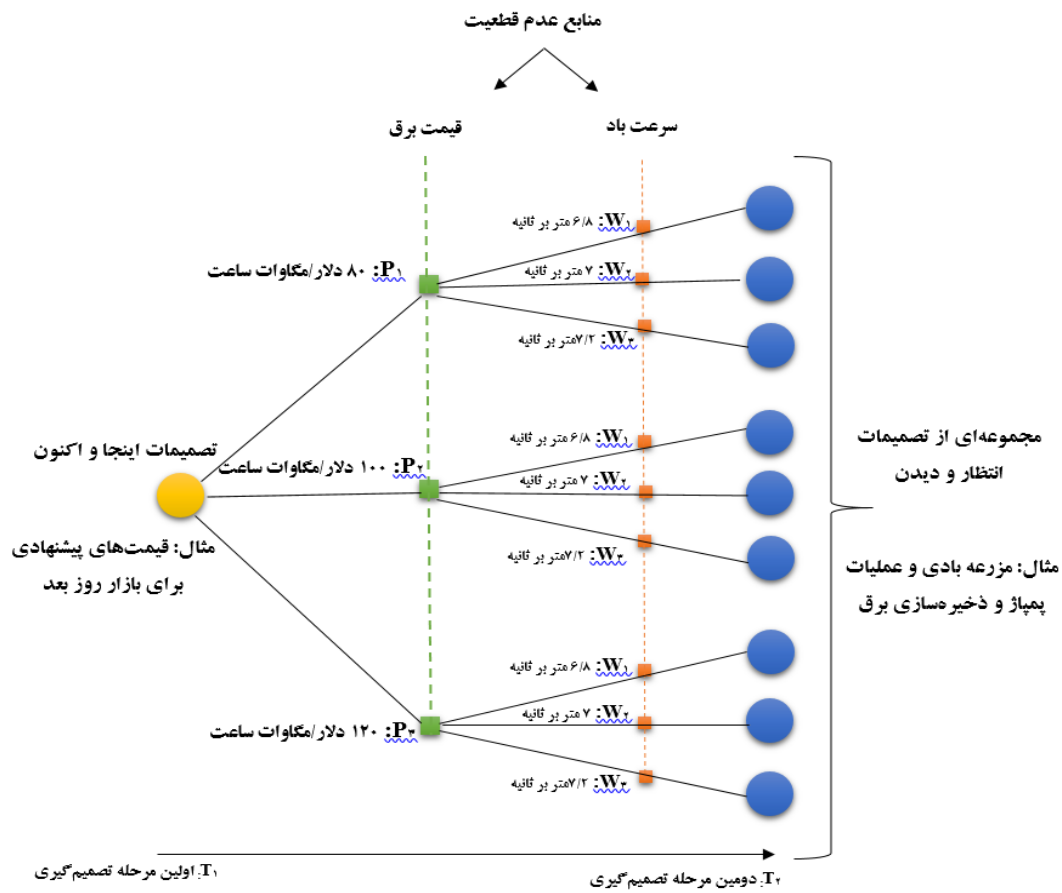 منابع عدم قطعیت
قیمت برق
سرعت باد
W۱: ۶/۸ متر بر ثانیه
W۲: ۷ متر بر ثانیه
P۱: ۸۰ دلار/مگاوات ساعت
W۳: ۷/۲متر بر ثانیه
تصمیمات اینجا و اکنون
P۲: ۱۰۰ دلار/مگاوات ساعت
W۱: ۶/۸ متر بر ثانیه
W۲: ۷ متر بر ثانیه
W۳: ۷/۲متر بر ثانیه
مثال: قیمت‌های پیشنهادی
برای بازار روز بعد
مجموعه‌ای از تصمیمات
انتظار و دیدن
مثال: مزرعه بادی و عملیات
پمپاژ و ذخیره‌سازی برق
W۱: ۶/۸ متر بر ثانیه
W۲: ۷ متر بر ثانیه
P۳: ۱۲۰ دلار/مگاوات ساعت
W۳: ۷/۲متر بر ثانیه
T۱: اولین مرحله تصمیم‌گیری
T۲: دومین مرحله تصمیم‌گیری